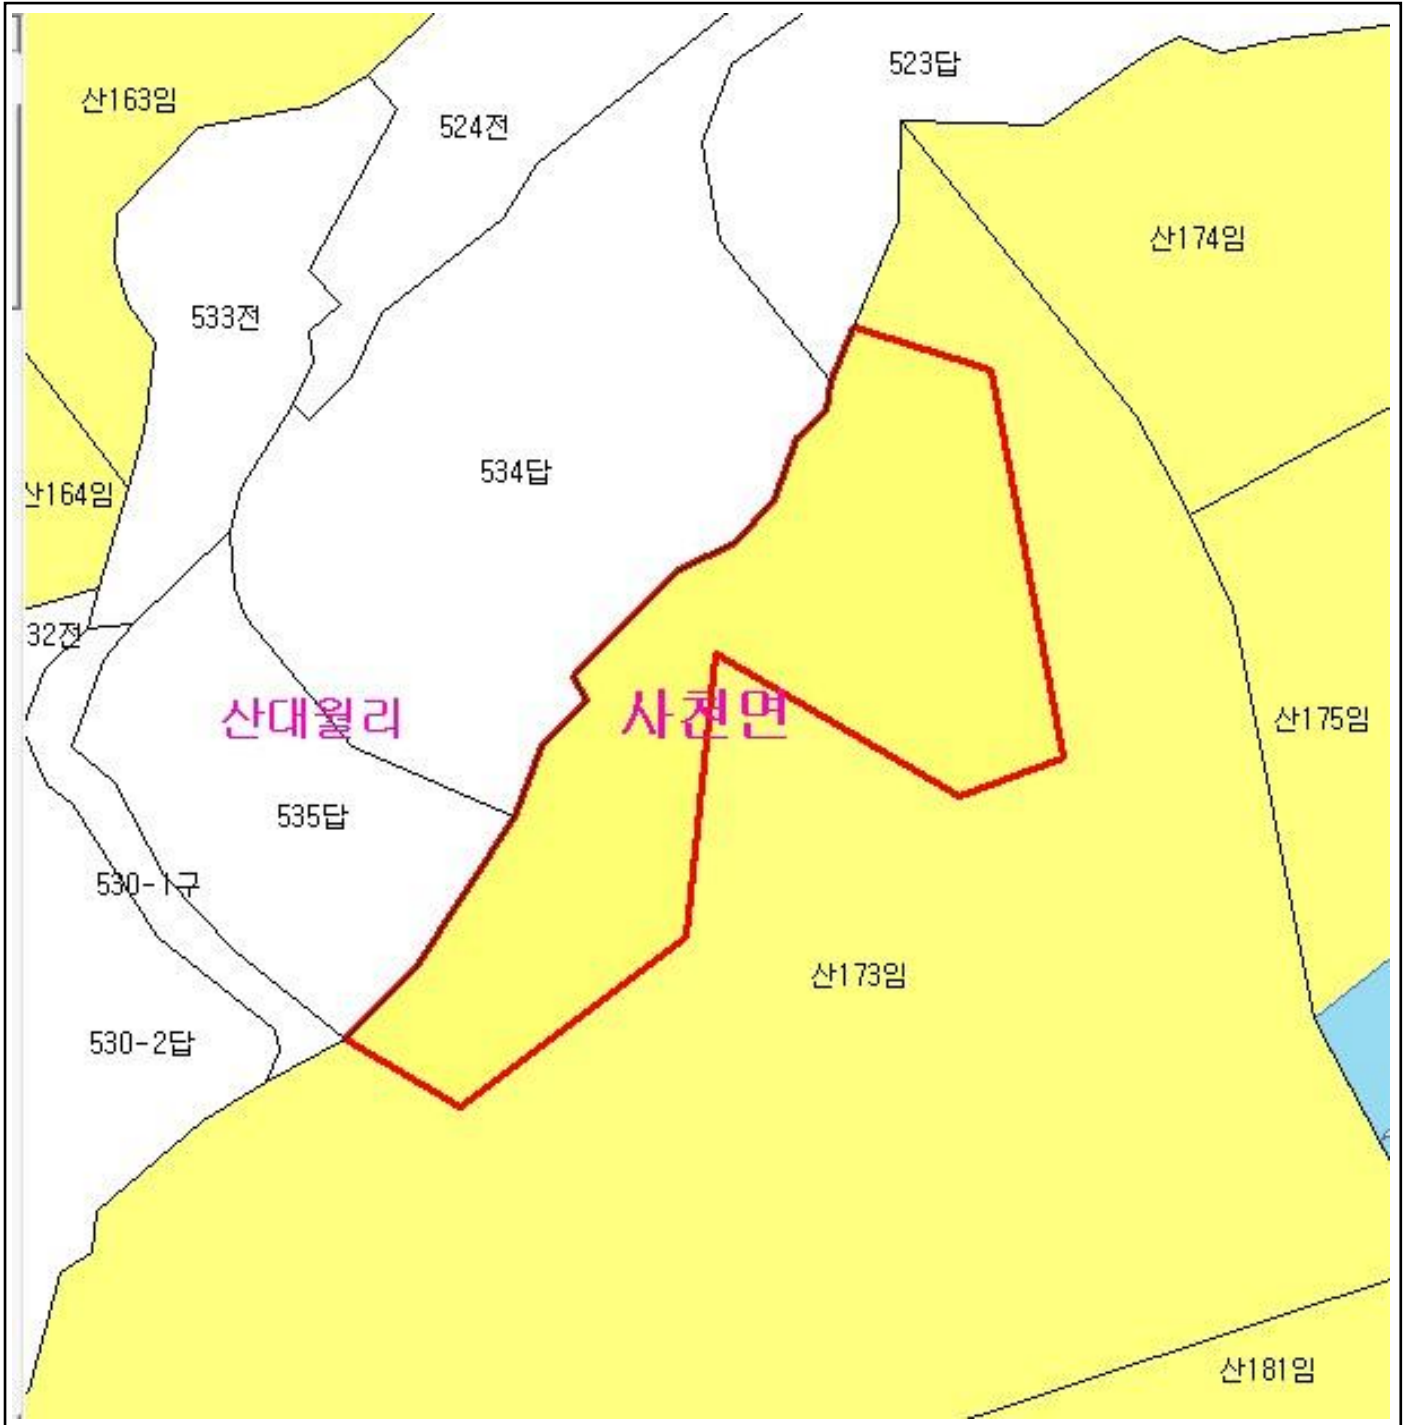 523답
산163임
524전
산174임
533전
534답
산164임
32전
산대월리
사천면
산175임
535답
530-1구
산173임
530-2답
산181임